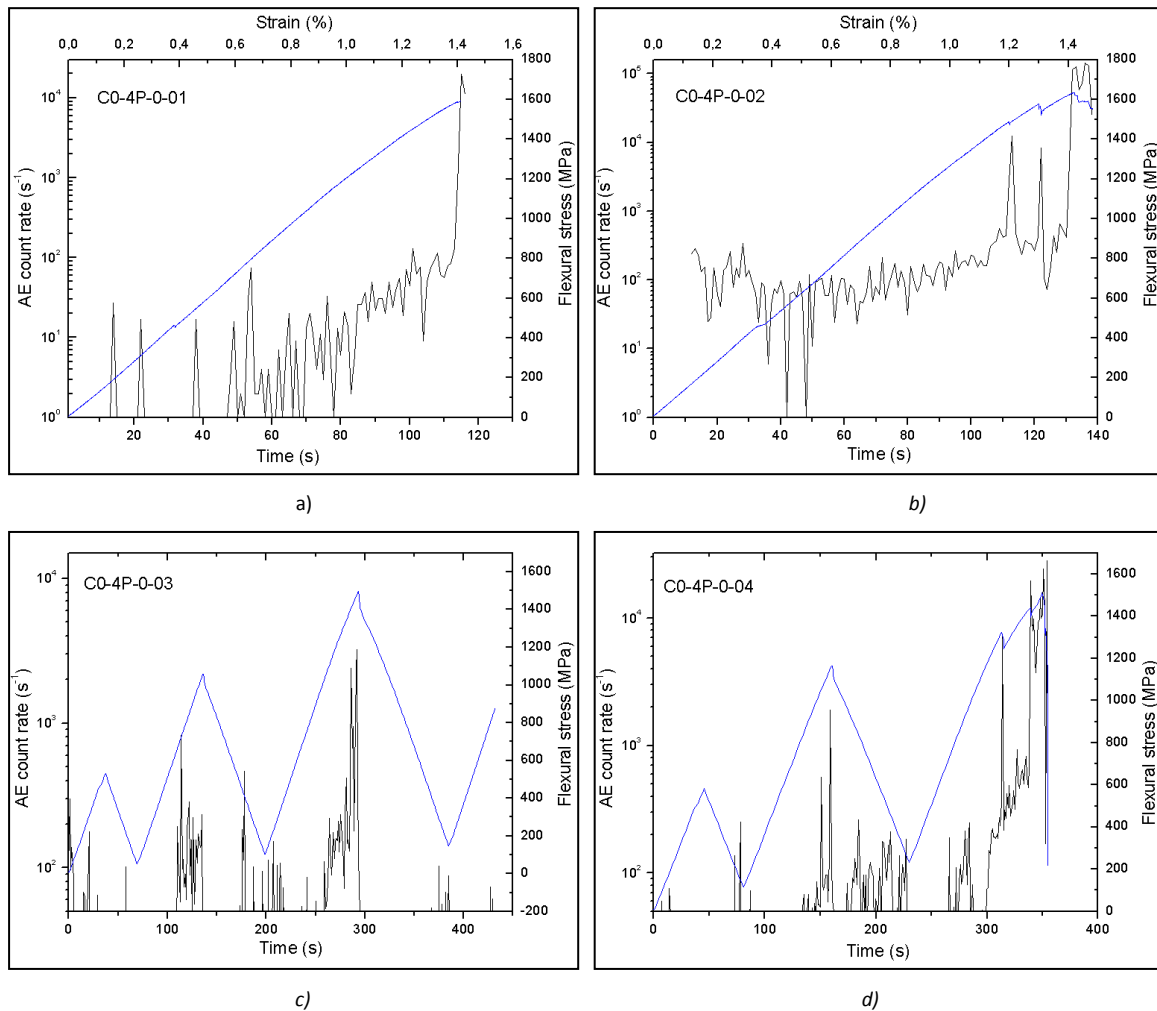 a)
Strain (%)
0,0 0,2 0,4 0,6 0,8 1,0 1,2 1,4 1,6
C0-4P-0-01
AE count rate (s⁻¹)
10⁴
10³
10²
10¹
10⁰
Flexural stress (MPa)
1800
1600
1400
1200
1000
800
600
400
200
0
20 40 60 80 100 120
Time (s)
a)
b)
Strain (%)
0,0 0,2 0,4 0,6 0,8 1,0 1,2 1,4
C0-4P-0-02
AE count rate (s⁻¹)
10⁵
10⁴
10³
10²
10¹
10⁰
Flexural stress (MPa)
1800
1600
1400
1200
1000
800
600
400
200
0
0 20 40 60 80 100 120 140
Time (s)
b)
c)
C0-4P-0-03
AE count rate (s⁻¹)
10⁴
10³
10²
Flexural stress (MPa)
1600
1400
1200
1000
800
600
400
200
0
-200
0 100 200 300 400
Time (s)
c)
d)
C0-4P-0-04
AE count rate (s⁻¹)
10⁴
10³
10²
Flexural stress (MPa)
1600
1400
1200
1000
800
600
400
200
0
0 100 200 300 400
Time (s)
d)